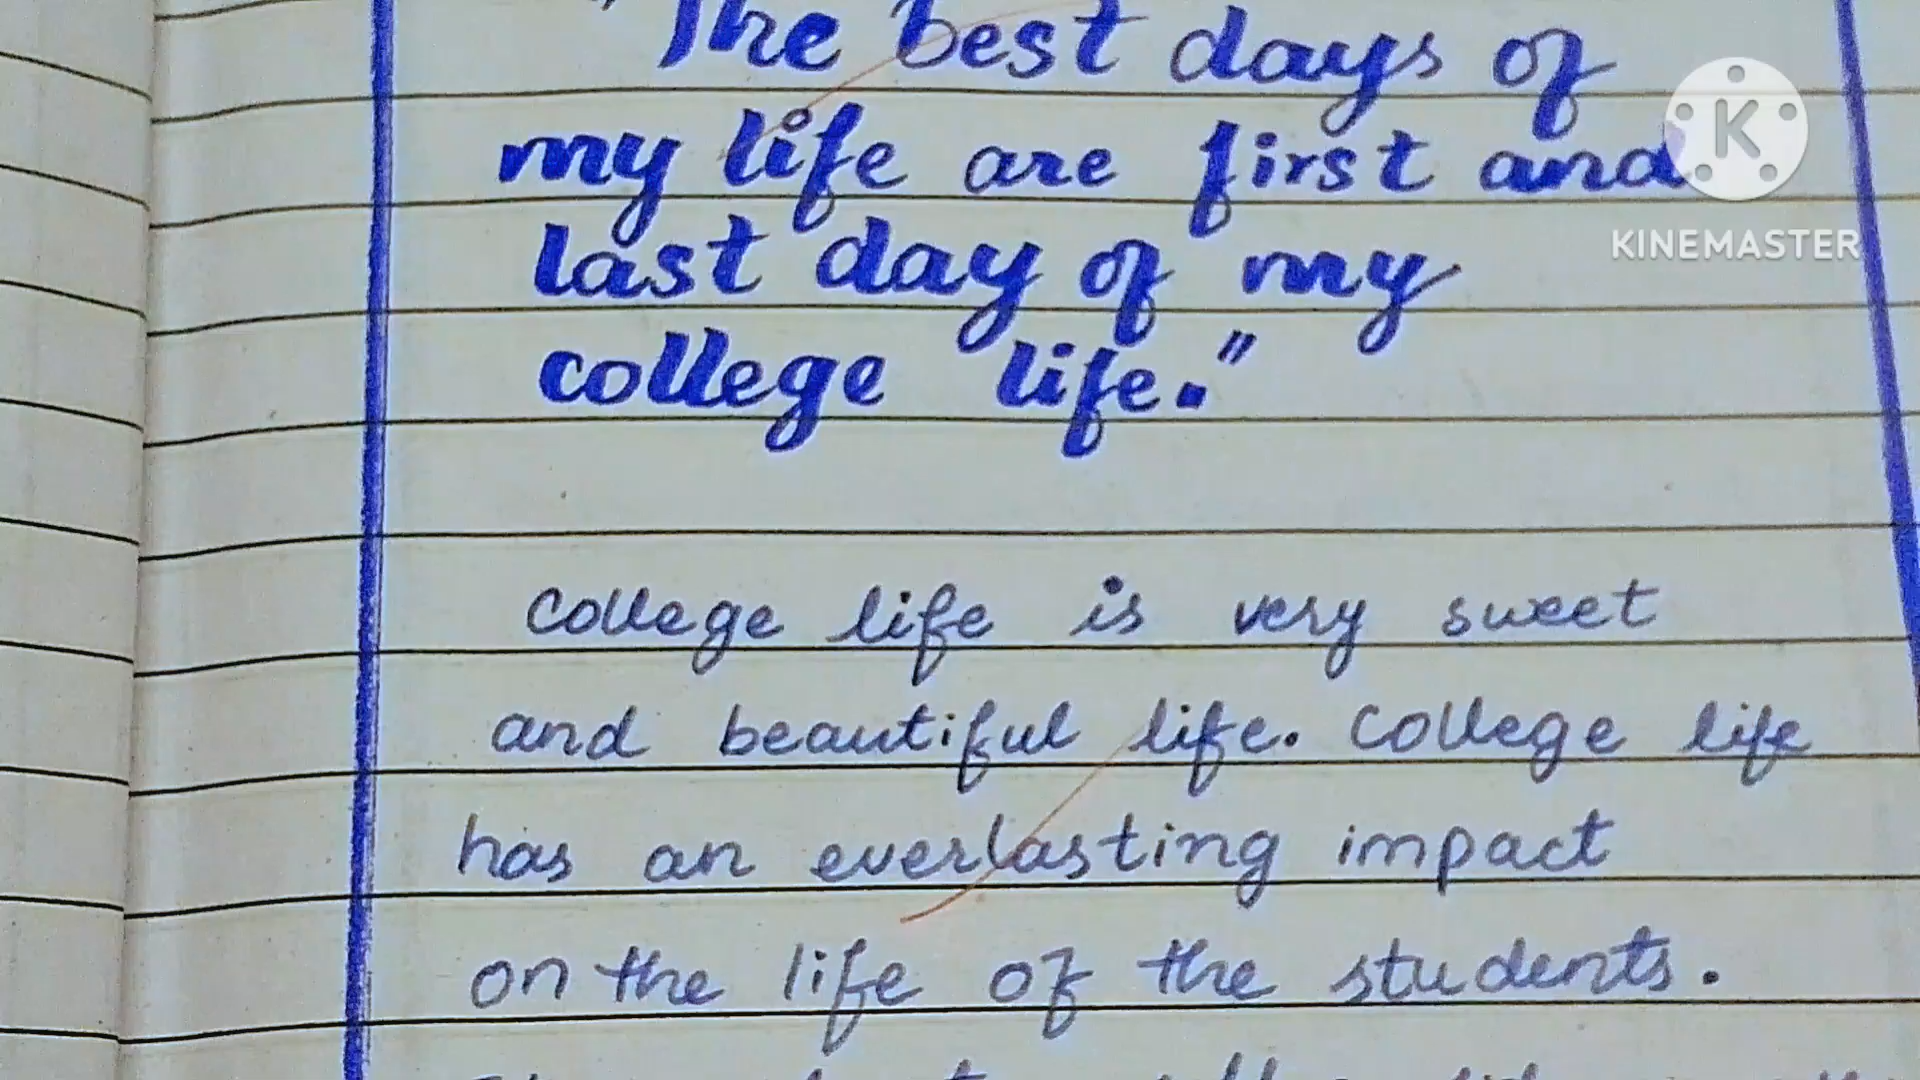 "The best days of
my life are first and
last day of my
college life."
K
KINEMASTER
College life is very sweet
and beautiful life. College life
has an everlasting impact
on the life of the students.